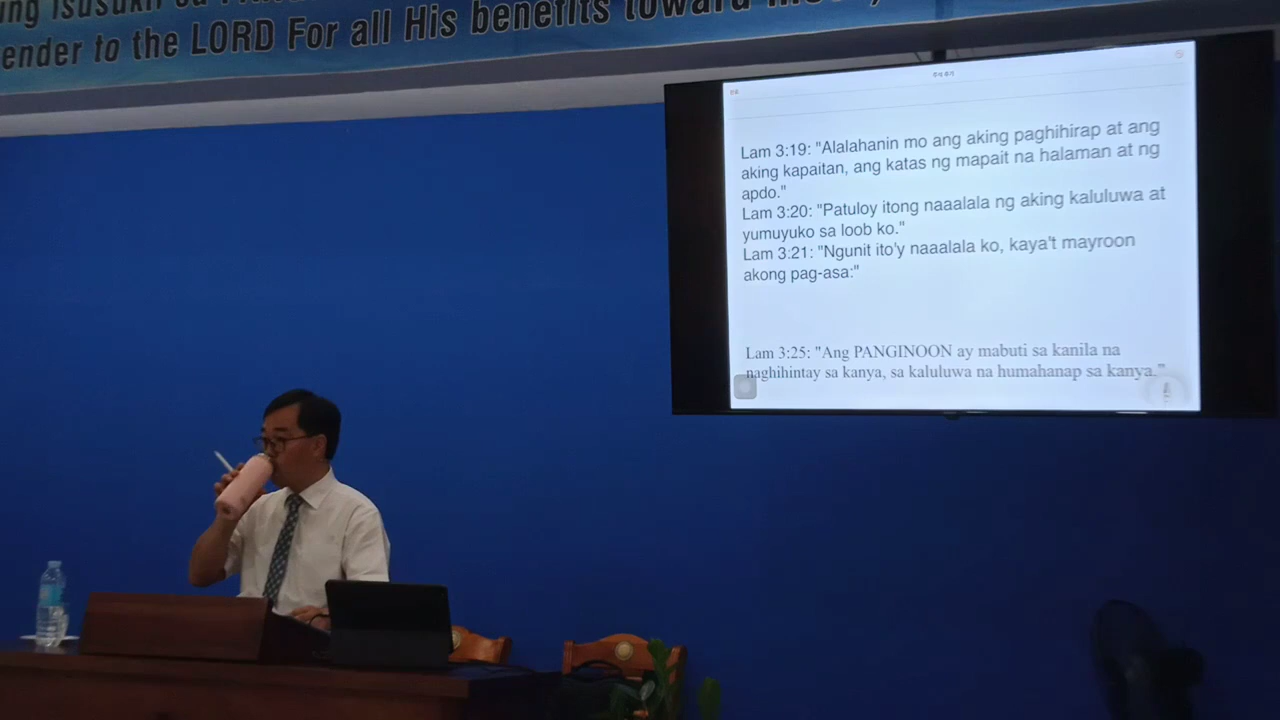 ender to the LORD For all His benefits toward
Lam 3:19: "Alalahanin mo ang aking paghihirap at ang
aking kapaitan, ang katas ng mapait na halaman at ng
apdo."
Lam 3:20: "Patuloy itong naaalala ng aking kaluluwa at
yumuyuko sa loob ko."
Lam 3:21: "Ngunit ito'y naaalala ko, kaya't mayroon
akong pag-asa:"
Lam 3:25: "Ang PANGINOON ay mabuti sa kanila na
naghihintay sa kanya, sa kaluluwa na humahanap sa kanya."